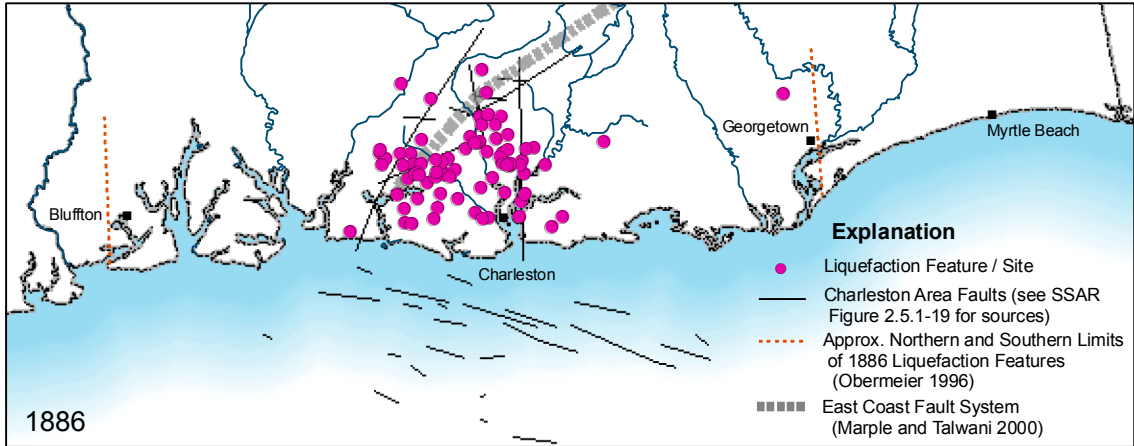 Georgetown
Myrtle Beach
Bluffton
Charleston
Explanation
Liquefaction Feature / Site
Charleston Area Faults (see SSAR
Figure 2.5.1-19 for sources)
Approx. Northern and Southern Limits
of 1886 Liquefaction Features
(Obermeier 1996)
East Coast Fault System
(Marple and Talwani 2000)
1886